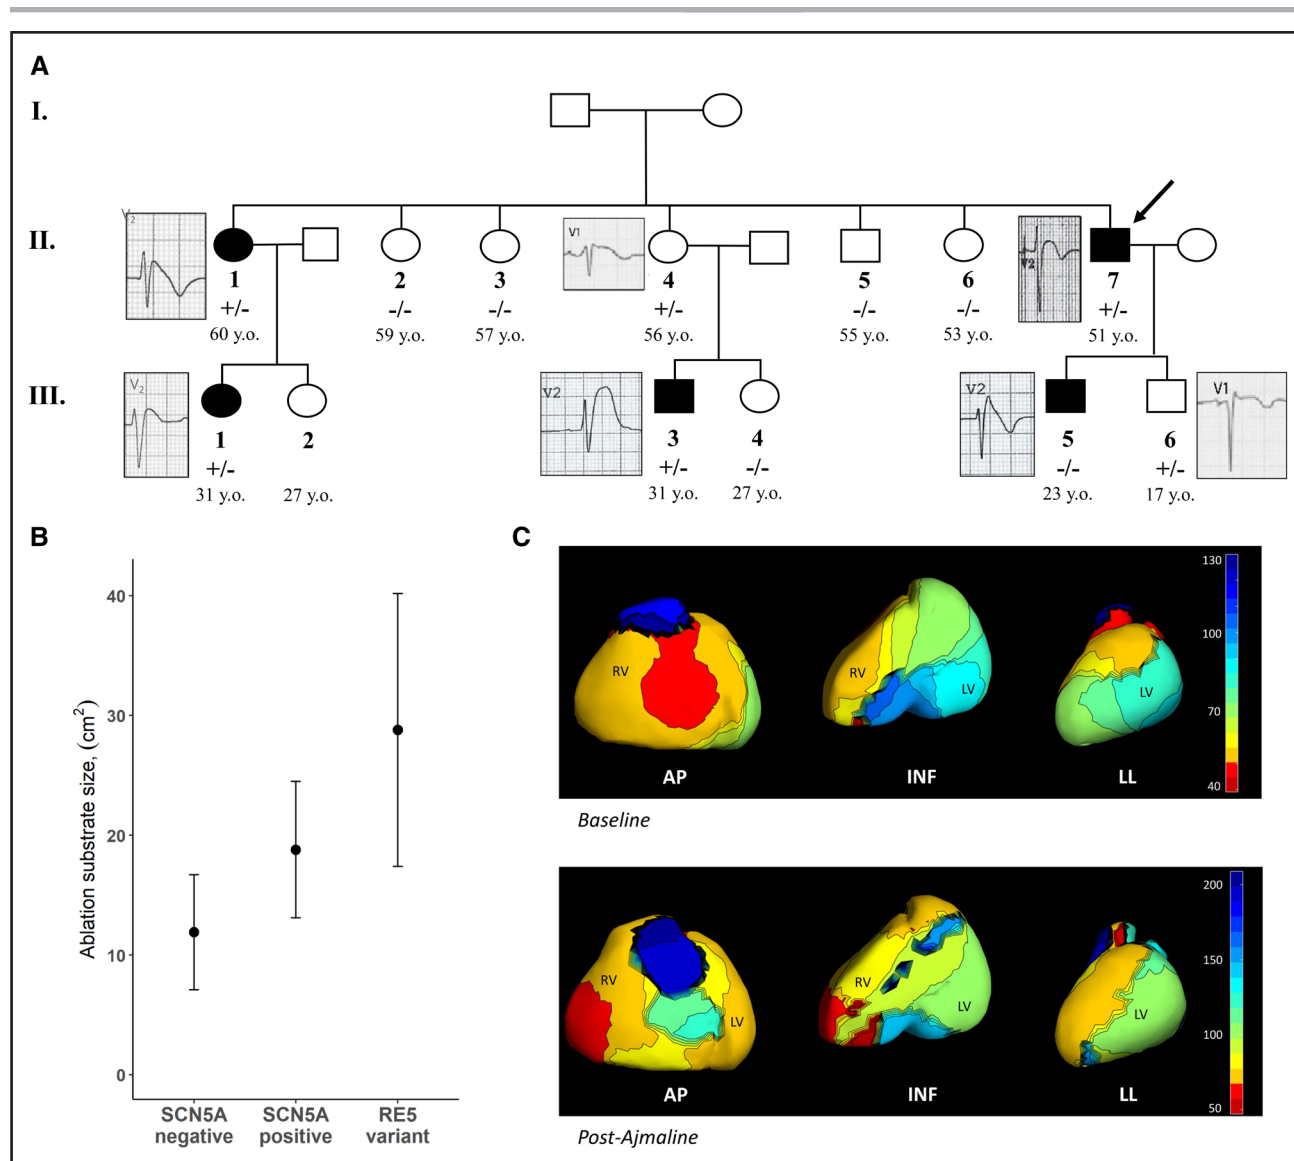 A
I.
II.
V2
V1
V2
1 2 3 4 5 6 7
+/- -/- -/- +/- -/- -/- +/-
60 y.o. 59 y.o. 57 y.o. 56 y.o. 55 y.o. 53 y.o. 51 y.o.
III.
V2
V2
V2
V1
1 2 3 4 5 6
+/- +/- -/- -/- +/-
31 y.o. 27 y.o. 31 y.o. 27 y.o. 23 y.o. 17 y.o.
B
Ablation substrate size, (cm²)
40
30
20
10
0
SCN5A negative
SCN5A positive
RE5 variant
C
RV
RV LV
LV
130
100
70
40
AP INF LL
Baseline
RV LV
RV LV
LV
200
150
100
50
AP INF LL
Post-Ajmaline